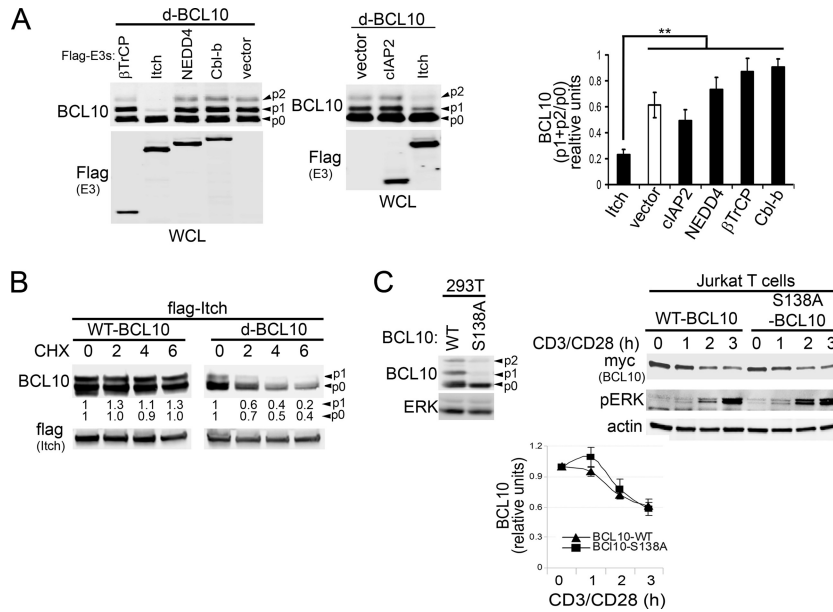 A
d-BCL10
Flag-E3s:
βTrCP
Itch
NEDD4
Cbl-b
vector
BCL10
p2
p1
p0
Flag
(E3)
WCL
d-BCL10
vector
cIAP2
Itch
BCL10
p2
p1
p0
Flag
(E3)
WCL
**
BCL10
(p1+p2/p0)
realtive units
1
0.8
0.6
0.4
0.2
0
Itch
vector
cIAP2
NEDD4
βTrCP
Cbl-b
B
flag-Itch
WT-BCL10 d-BCL10
CHX 0 2 4 6 0 2 4 6
BCL10
p1
p0
1 1.3 1.1 1.3 1 0.6 0.4 0.2 p1
1 1.0 0.9 1.0 1 0.7 0.5 0.4 p0
flag
(Itch)
C
293T
BCL10: WT S138A
BCL10
p2
p1
p0
ERK
Jurkat T cells
WT-BCL10
S138A
-BCL10
CD3/CD28 (h) 0 1 2 3 0 1 2 3
myc
(BCL10)
pERK
actin
BCL10
(relative units)
1.2
0.9
0.6
0.3
0
BCL10-WT
BCl10-S138A
0 1 2 3
CD3/CD28 (h)